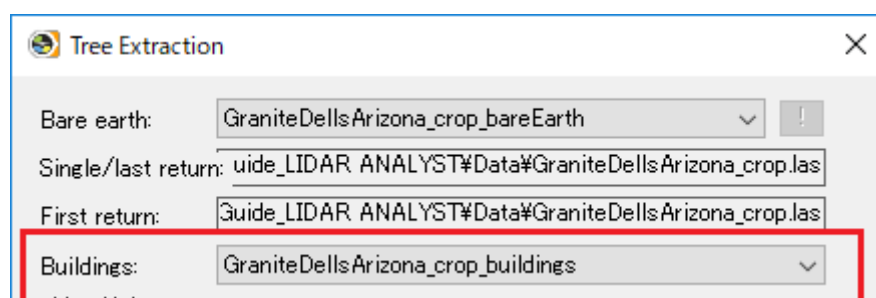 Tree Extraction
Bare earth: GraniteDellsArizona_crop_bareEarth !
Single/last return: uide_LIDAR ANALYST¥Data¥GraniteDellsArizona_crop.las
First return: Guide_LIDAR ANALYST¥Data¥GraniteDellsArizona_crop.las
Buildings: GraniteDellsArizona_crop_buildings